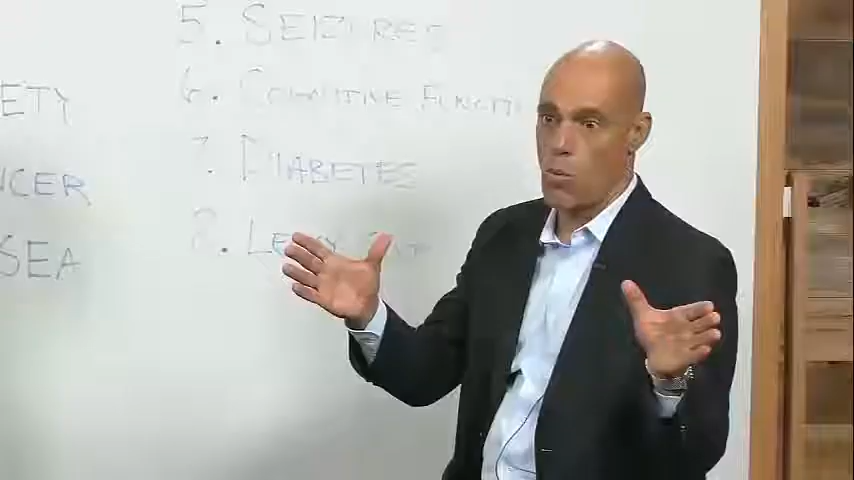 5. SEIZURES
6. COGNITIVE FUNCTI
7. DIABETES
8.
ETY
NCER
SEA